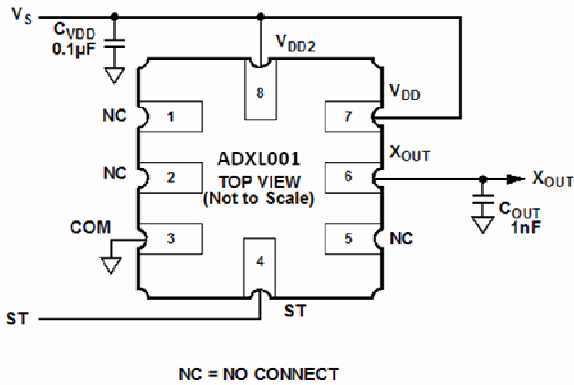 VS
CVDD
0.1µF
VDD2
8
VDD
NC
1
7
ADXL001
XOUT
NC
2
TOP VIEW
(Not to Scale)
6
XOUT
COM
3
5
NC
COUT
1nF
4
ST
ST
NC = NO CONNECT